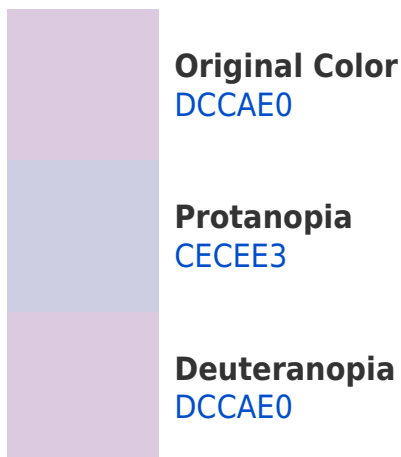 Original Color
DCCAE0
Protanopia
CECEE3
Deuteranopia
DCCAE0